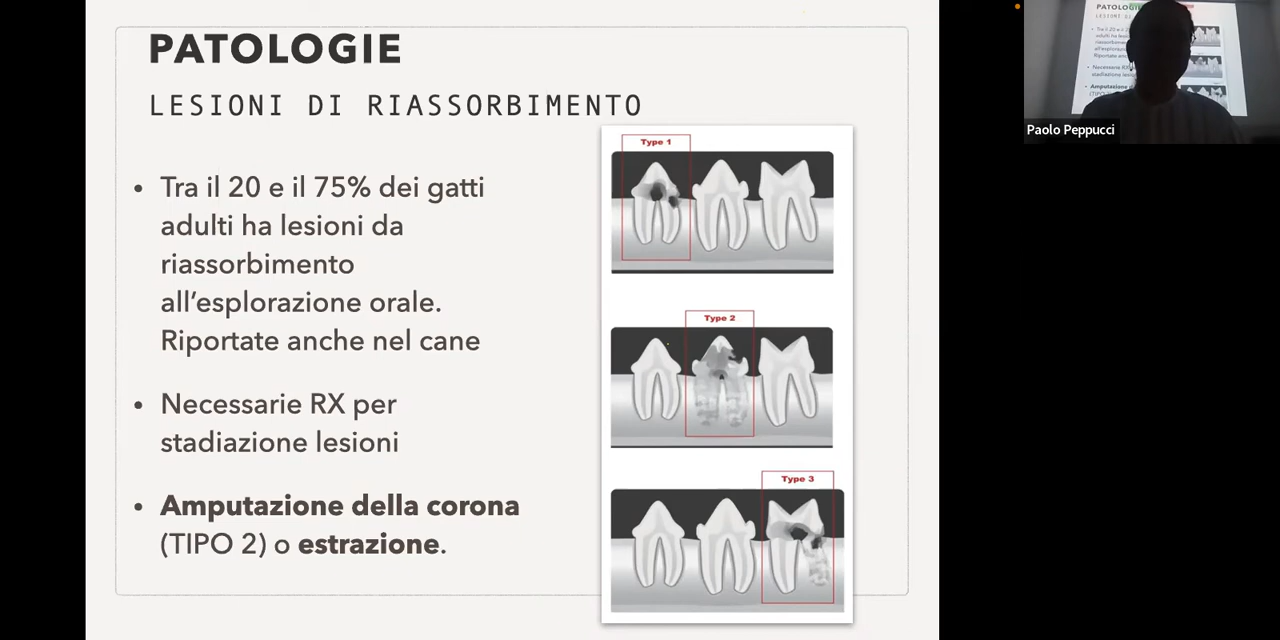 PATOLOGIE
LESIONI DI RIASSORBIMENTO
• Tra il 20 e il 75% dei gatti
adulti ha lesioni da
riassorbimento
all'esplorazione orale.
Riportate anche nel cane
• Necessarie RX per
stadiazione lesioni
• Amputazione della corona
(TIPO 2) o estrazione.
Type 1
Type 2
Type 3
Paolo Peppucci